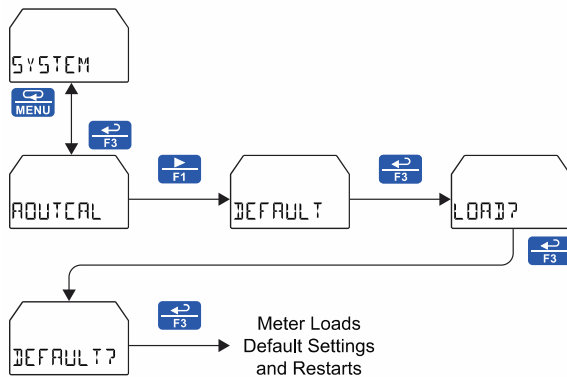 SYSTEM
MENU
F3
AOUTCAL
F1
DEFAULT
F3
LOAD?
F3
DEFAULT?
F3
Meter Loads
Default Settings
and Restarts